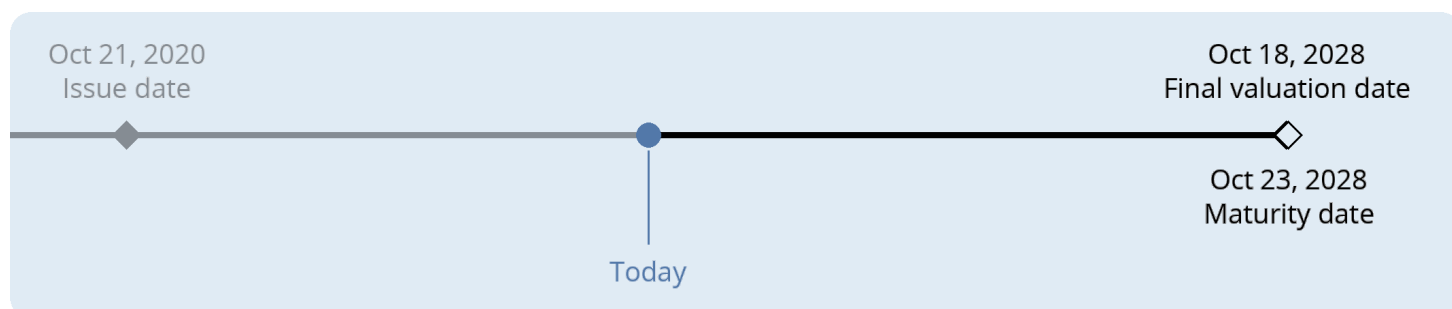 Oct 21, 2020
Issue date
Oct 18, 2028
Final valuation date
Oct 23, 2028
Maturity date
Today